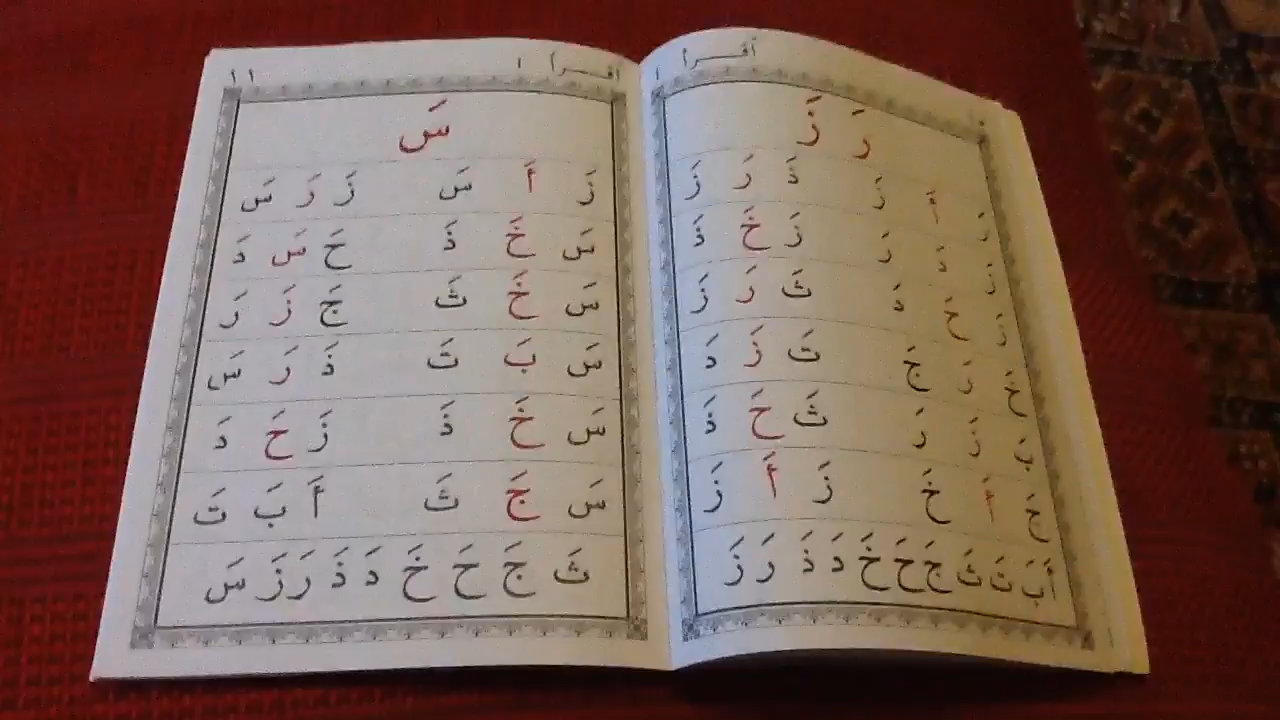 اقرأ ١
رَ زَ
أَ زَ ذَ رَ زَ
زَ دَ رَ زَ خَ ذَ
دَ ثَ رَ زَ
رَ ثَ زَ دَ
زَ رَ ثَ حَ دَ
أَ خَ زَ أَ زَ
أَ بَ تَ ثَ جَ حَ خَ دَ ذَ رَ زَ
اقرأ ١ ١١
سَ
زَ أَ سَ زَ رَ سَ
سَ خَ ذَ حَ سَ دَ
سَ خَ ثَ جَ زَ رَ
سَ بَ ثَ ذَ رَ سَ
سَ خَ ذَ زَ حَ دَ
سَ جَ ثَ أَ بَ تَ
ثَ جَ حَ خَ دَ ذَ رَ زَ سَ